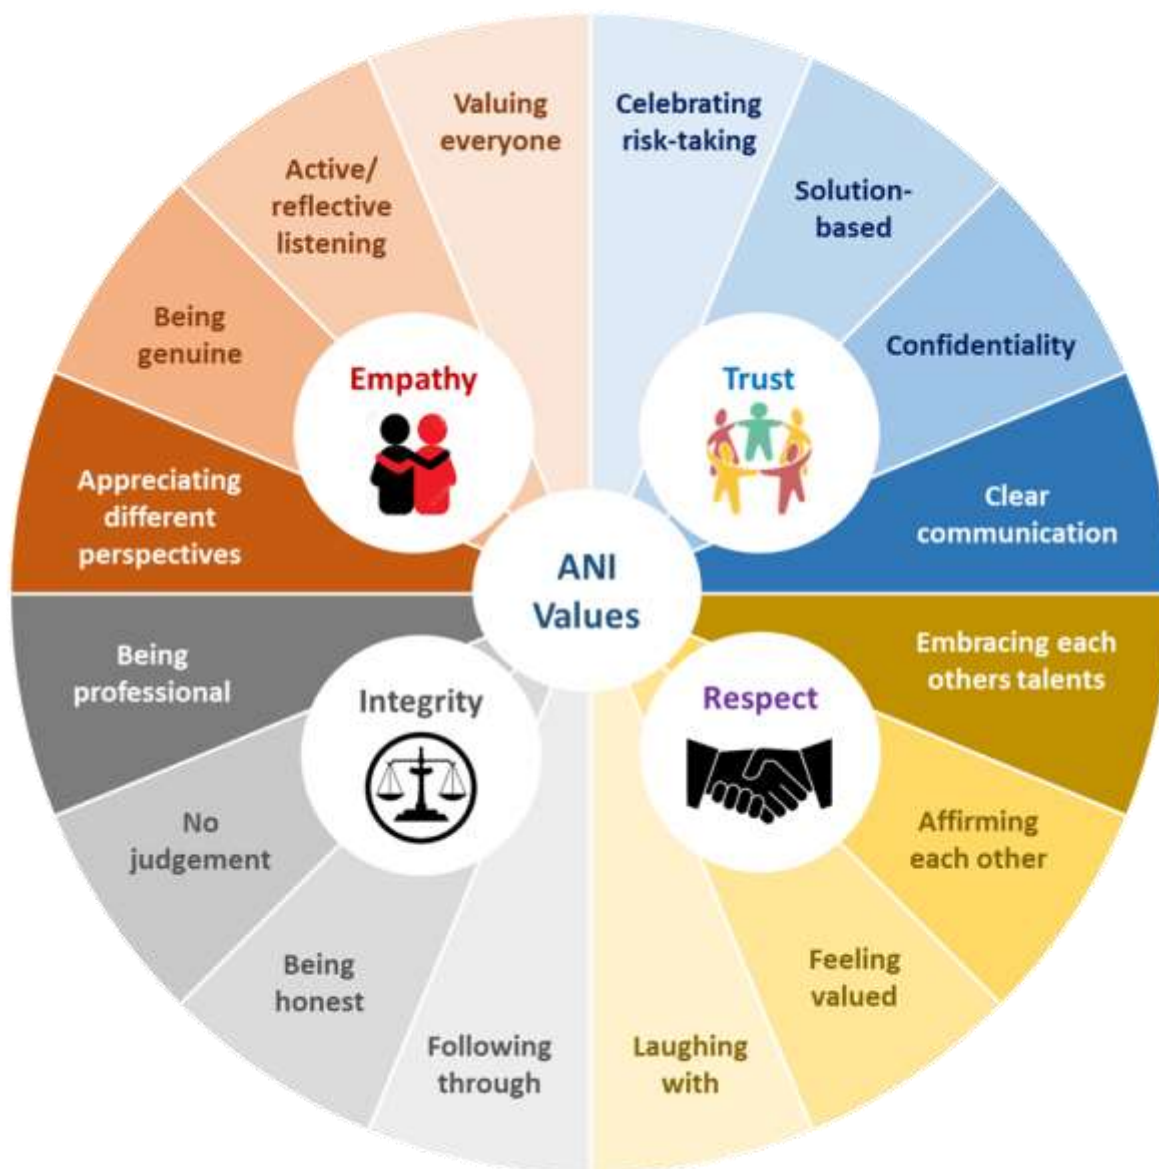 Valuing
everyone
Celebrating
risk-taking
Solution-
based
Confidentiality
Clear
communication
Trust
Active/
reflective
listening
Being
genuine
Appreciating
different
perspectives
Empathy
ANI
Values
Being
professional
No
judgement
Being
honest
Following
through
Integrity
Embracing each
others talents
Affirming
each other
Feeling
valued
Laughing
with
Respect